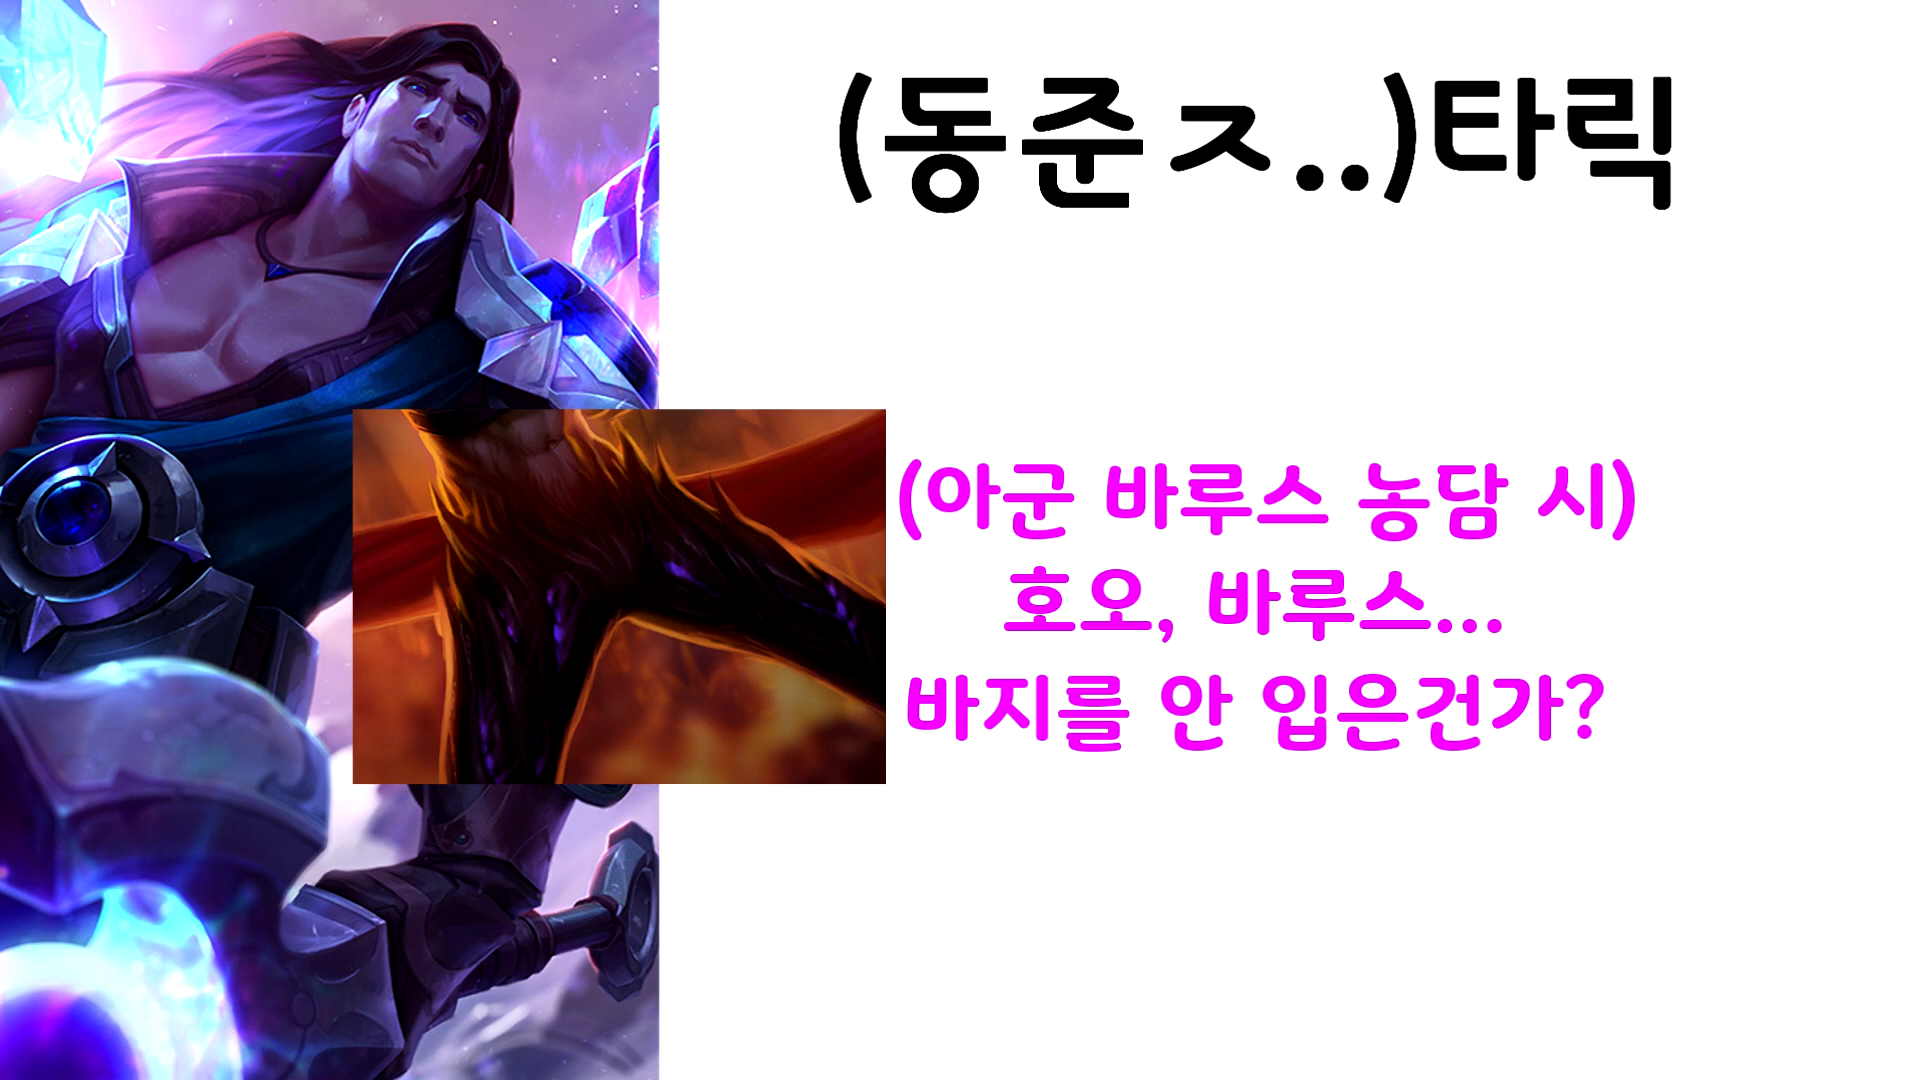 (동준ㅈ..)타릭
(아군 바루스 농담 시)
호오, 바루스...
바지를 안 입은건가?